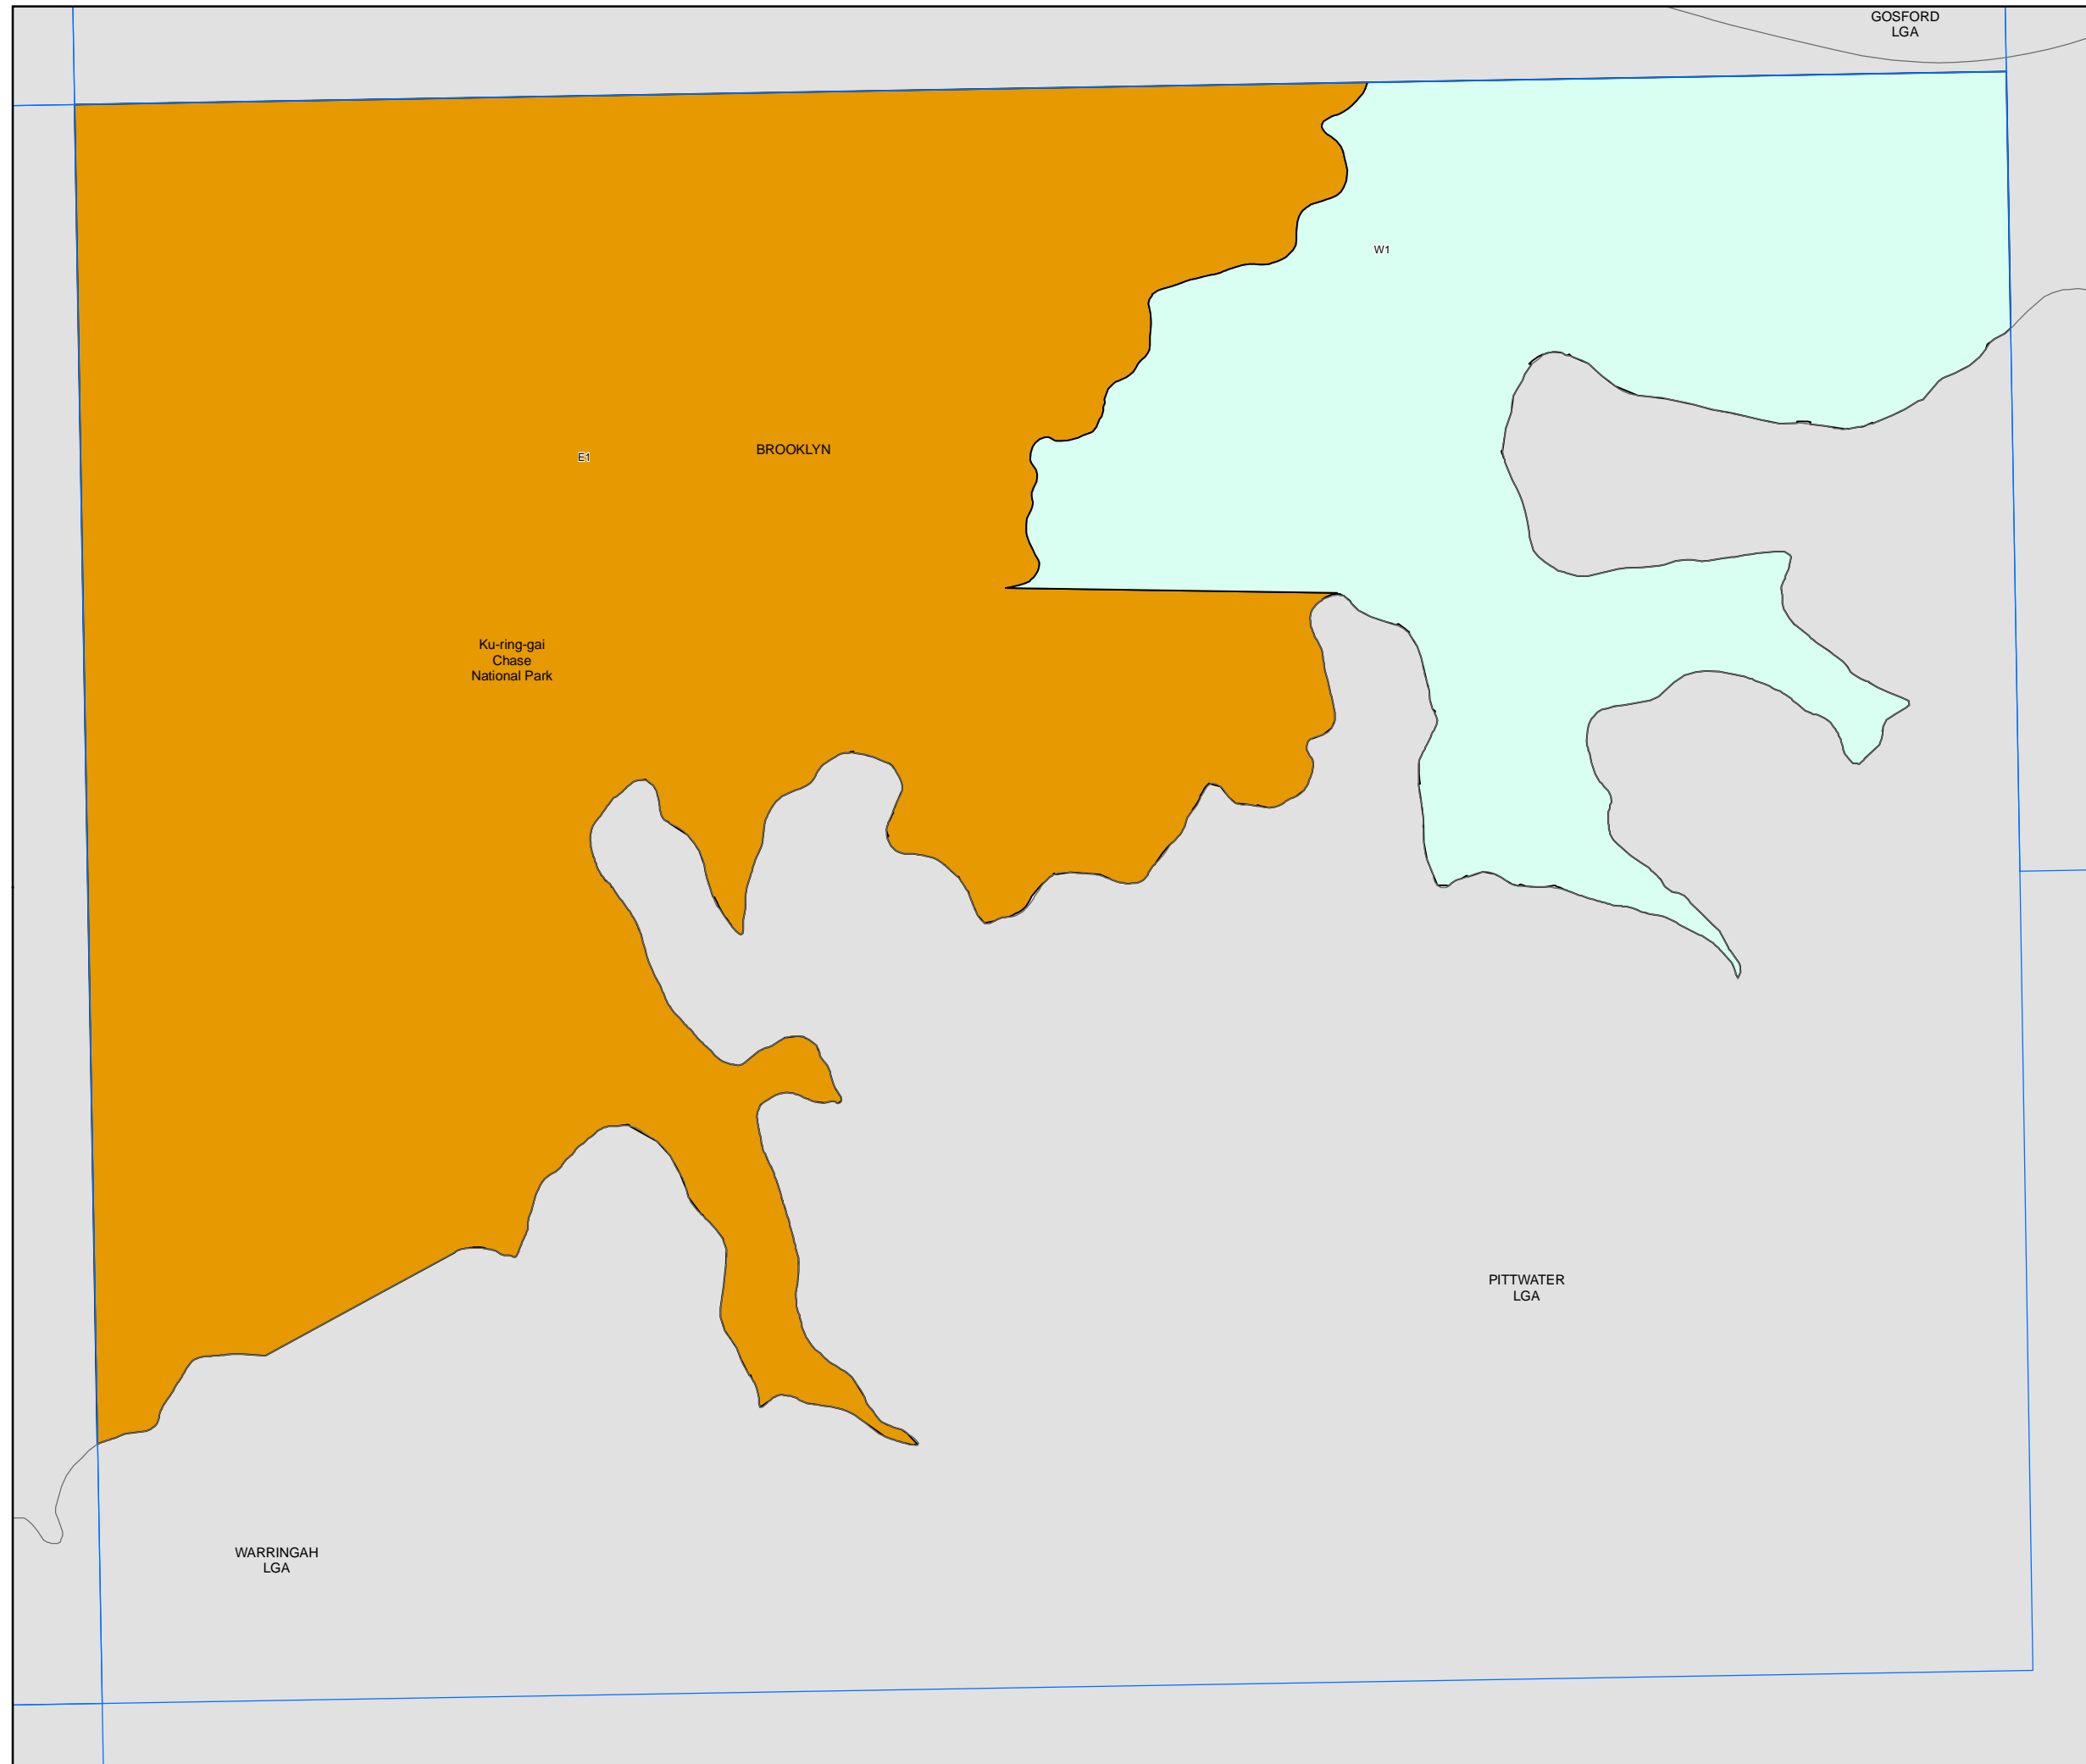 GOSFORD
LGA
W1
BROOKLYN
E1
Ku-ring-gai
Chase
National Park
PITTWATER
LGA
WARRINGAH
LGA